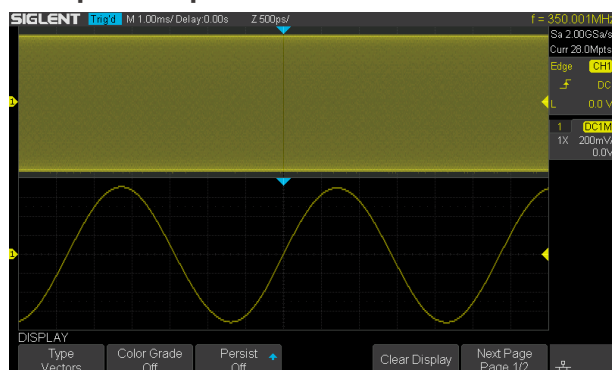 SIGLENT Trig'd M 1.00ms/ Delay:0.00s Z 500ps/ f = 350.001MHz
Sa 2.00GSa/s
Curr 28.0Mpts
Edge CH1
DC
L 0.0 V
1 DC1M
1X 200mV/
0.0V
1
1
DISPLAY
Type
Vectors
Color Grade
Off
Persist
Off
Clear Display
Next Page
Page 1/2